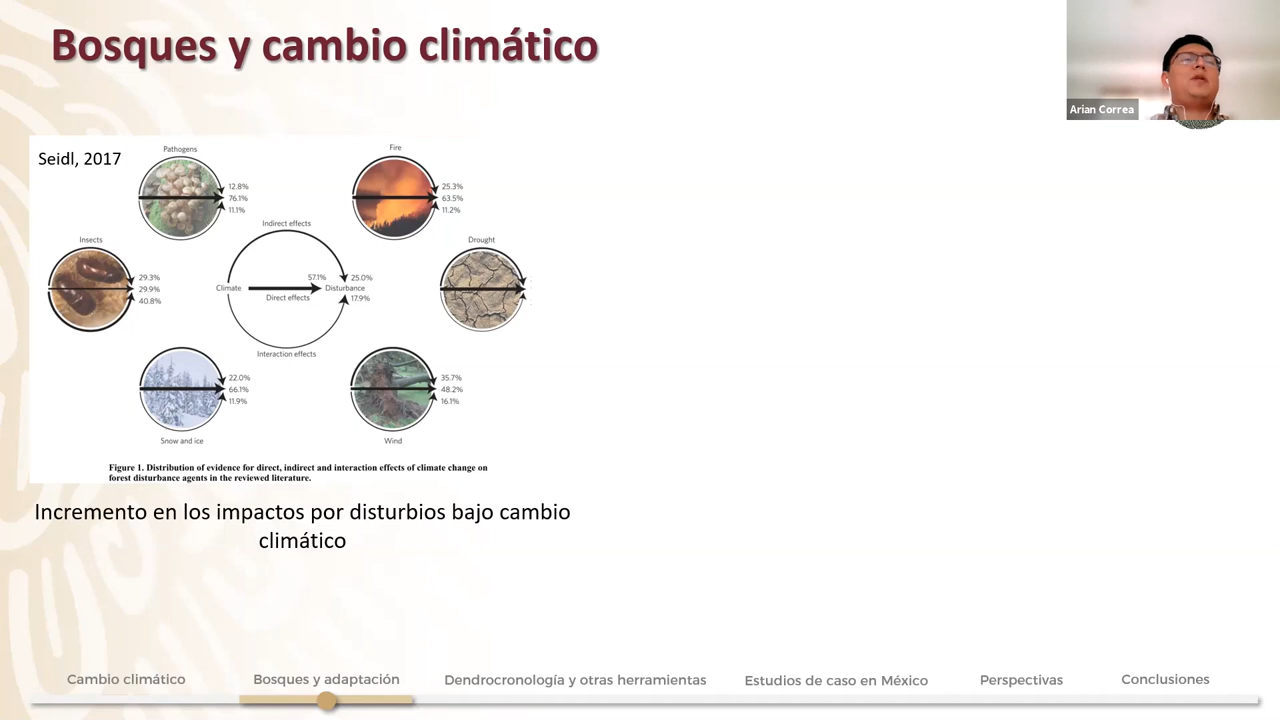 Bosques y cambio climático
Arian Correa
Seidl, 2017
Pathogens
12.8%
76.1%
11.1%
Fire
25.3%
63.5%
11.2%
Insects
29.3%
29.9%
40.8%
Indirect effects
Climate
57.1%
25.0%
Direct effects
Disturbance
17.9%
Interaction effects
Drought
22.0%
66.1%
11.9%
Snow and ice
35.7%
48.2%
16.1%
Wind
Figure 1. Distribution of evidence for direct, indirect and interaction effects of climate change on
forest disturbance agents in the reviewed literature.
Incremento en los impactos por disturbios bajo cambio
climático
Cambio climático
Bosques y adaptación
Dendrocronología y otras herramientas
Estudios de caso en México
Perspectivas
Conclusiones